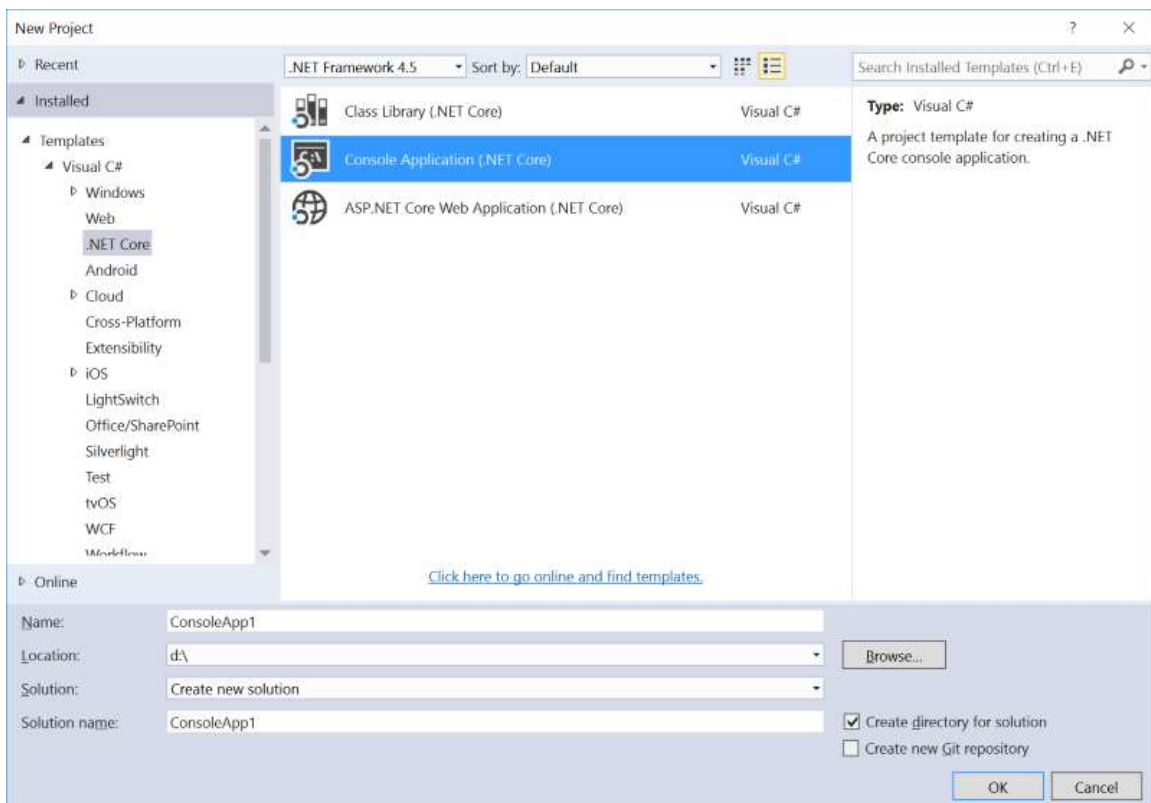 New Project
?
Recent
.NET Framework 4.5
Sort by: Default
Search Installed Templates (Ctrl+E)
Installed
Templates
Visual C#
Windows
Web
.NET Core
Android
Cloud
Cross-Platform
Extensibility
iOS
LightSwitch
Office/SharePoint
Silverlight
Test
tvOS
WCF
Workflow
Online
Class Library (.NET Core) Visual C#
Console Application (.NET Core) Visual C#
ASP.NET Core Web Application (.NET Core) Visual C#
Click here to go online and find templates.
Type: Visual C#
A project template for creating a .NET
Core console application.
Name: ConsoleApp1
Location: d:\
Browse...
Solution: Create new solution
Solution name: ConsoleApp1
Create directory for solution
Create new Git repository
OK
Cancel